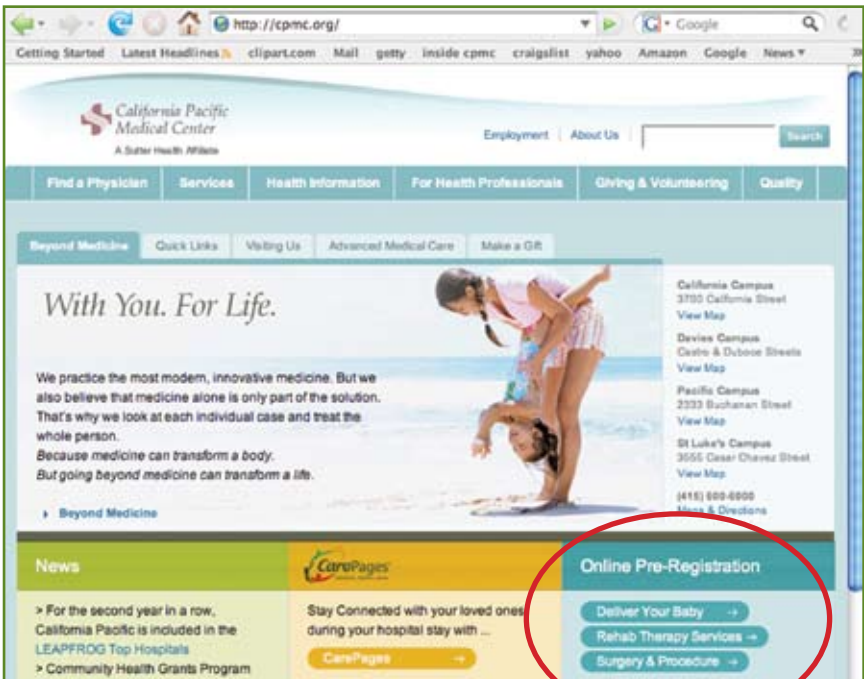 http://cpmc.org/
Google
Getting Started Latest Headlines clipart.com Mail getty inside cpmc craigslist yahoo Amazon Google News
California Pacific
Medical Center
A Sutter Health Affiliate
Employment | About Us | Search
Find a Physician Services Health Information For Health Professionals Giving & Volunteering Quality
Beyond Medicine Quick Links Visiting Us Advanced Medical Care Make a Gift
With You. For Life.
We practice the most modern, innovative medicine. But we
also believe that medicine alone is only part of the solution.
That's why we look at each individual case and treat the
whole person.
Because medicine can transform a body.
But going beyond medicine can transform a life.
Beyond Medicine
California Campus
3700 California Street
View Map
Davies Campus
Castro & Duboce Streets
View Map
Pacific Campus
2333 Buchanan Street
View Map
St Luke's Campus
3555 Cesar Chavez Street
View Map
(415) 600-6000
Maps & Directions
News
> For the second year in a row,
California Pacific is included in the
LEAPFROG Top Hospitals
> Community Health Grants Program
CarePages
Stay Connected with your loved ones
during your hospital stay with ...
CarePages →
Online Pre-Registration
Deliver Your Baby →
Rehab Therapy Services →
Surgery & Procedure →